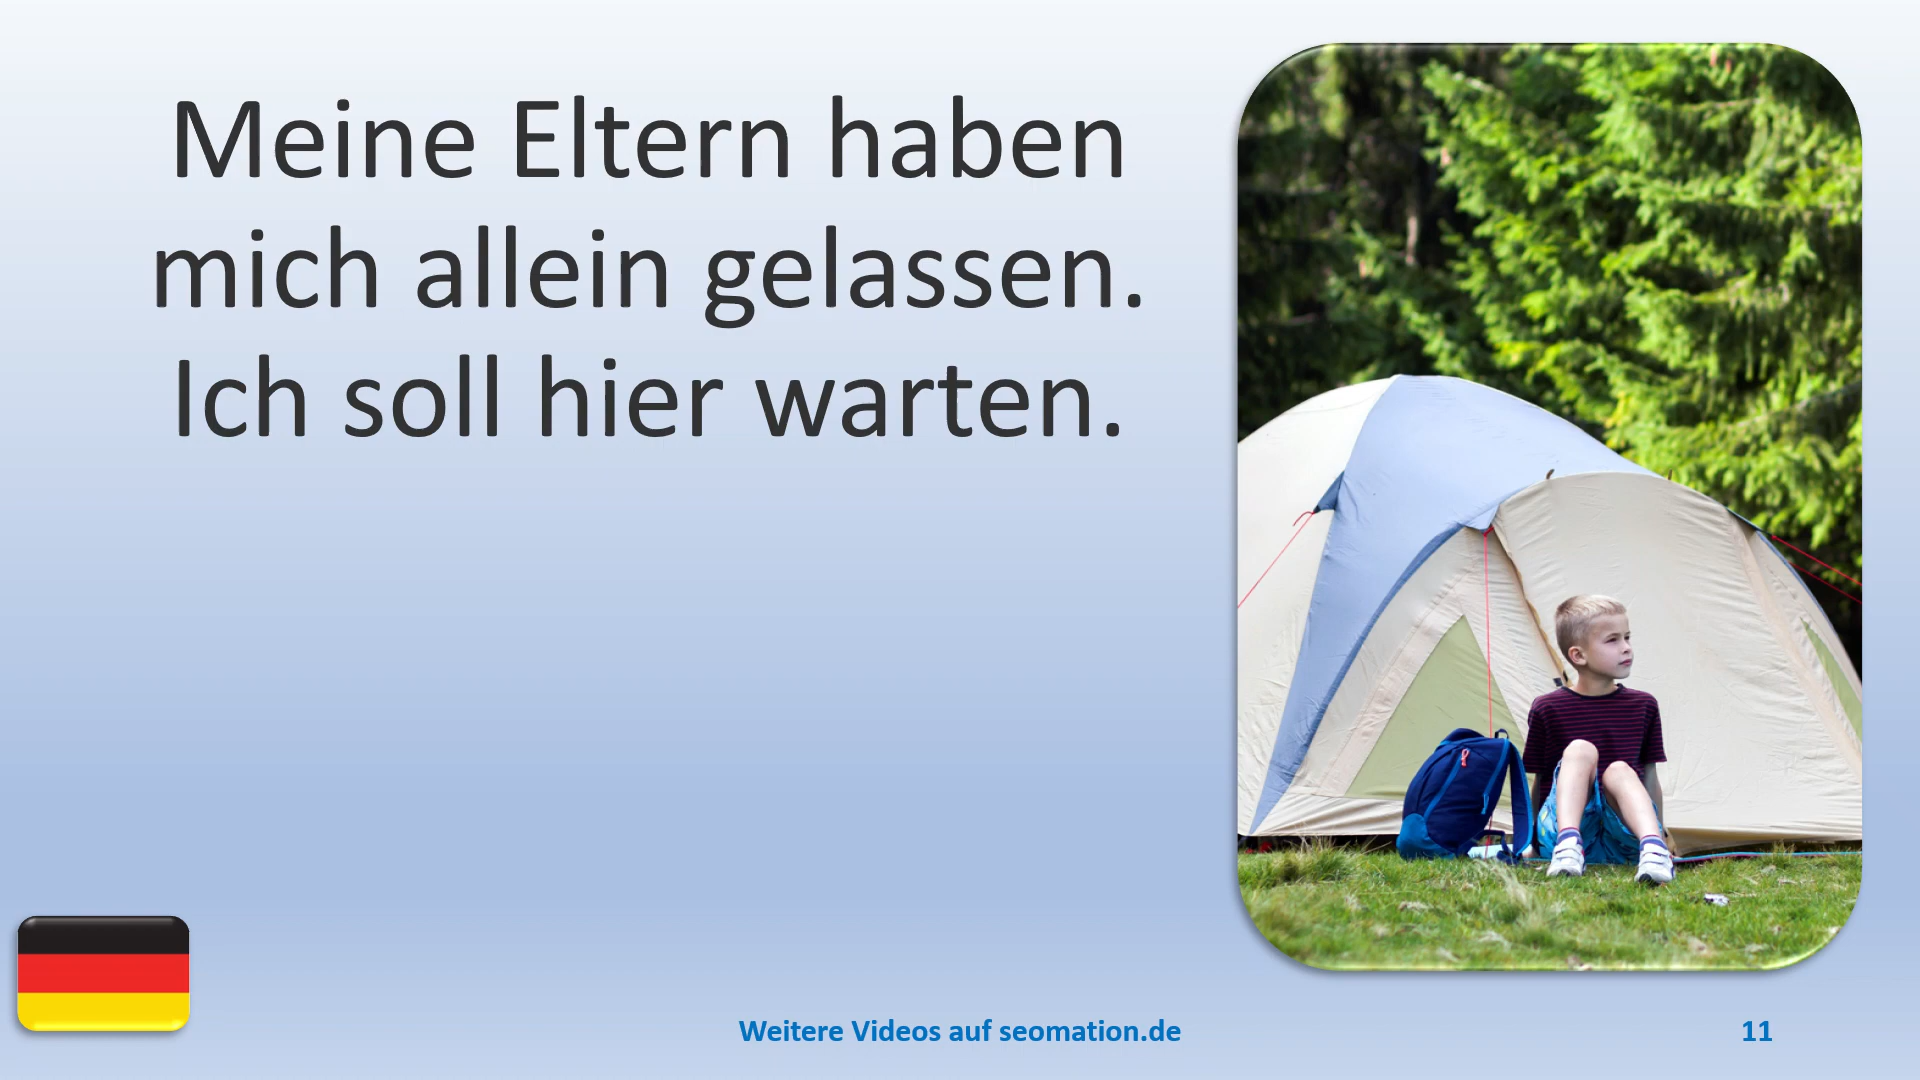 Meine Eltern haben
mich allein gelassen.
Ich soll hier warten.
Weitere Videos auf seomation.de
11